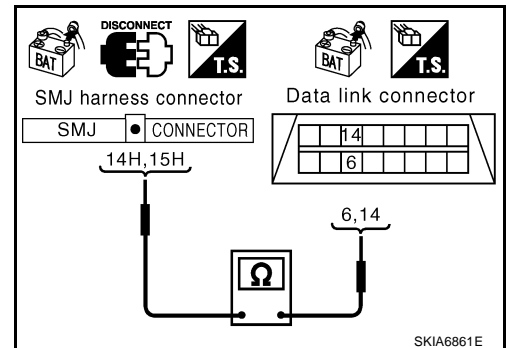 DISCONNECT
BAT
T.S.
BAT
T.S.
SMJ harness connector
Data link connector
SMJ CONNECTOR
14H,15H
14
6
6,14
Ω
SKIA6861E